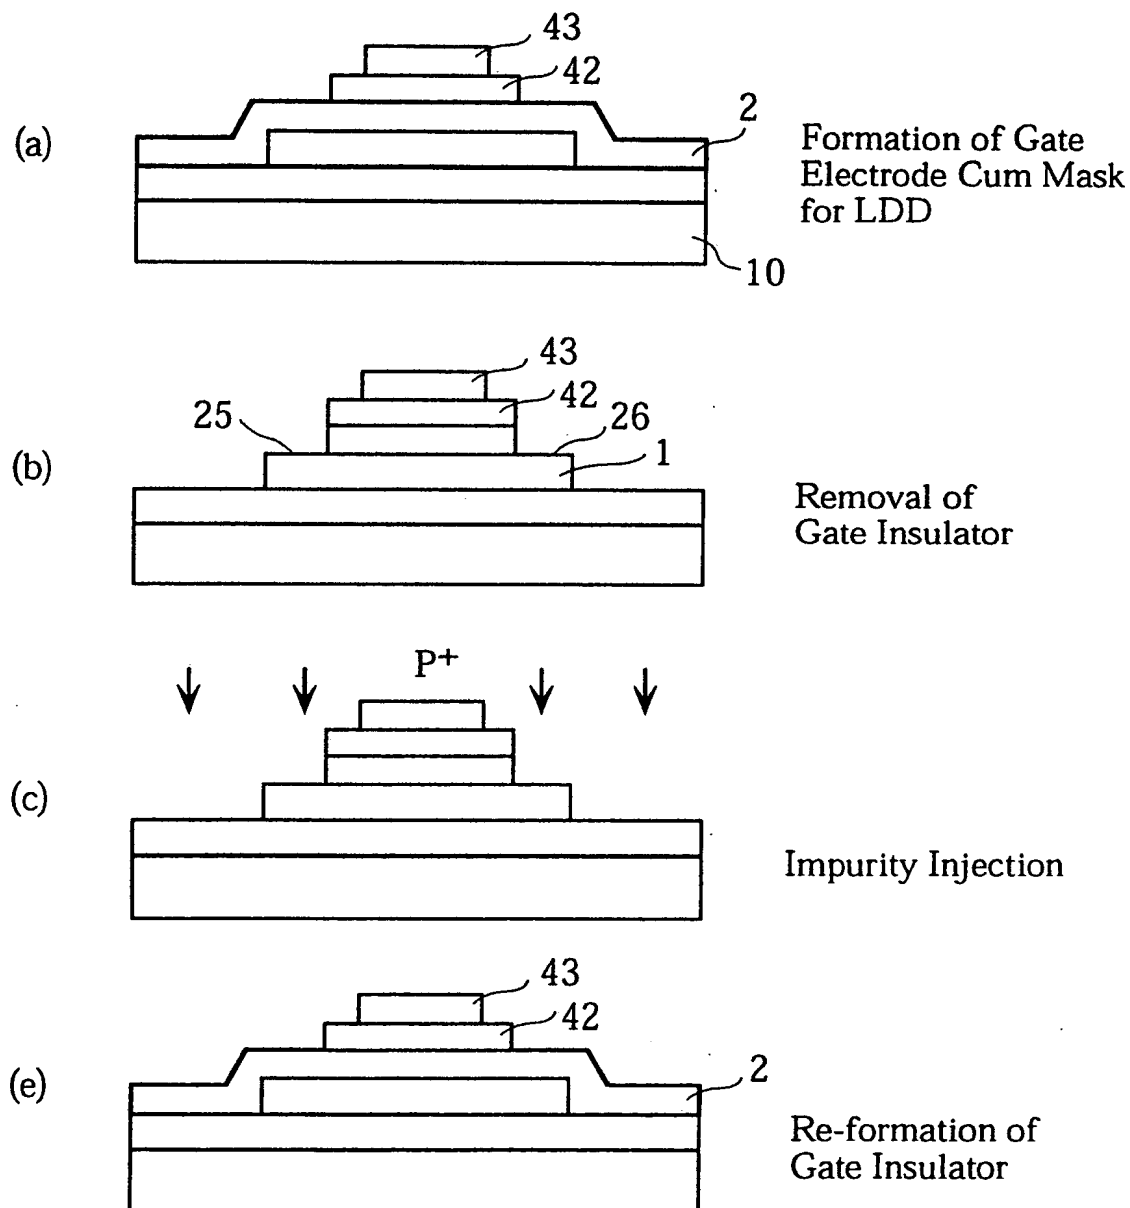 43
42
(a)
2
Formation of Gate
Electrode Cum Mask
for LDD
10
43
42
25
26
1
(b)
Removal of
Gate Insulator
P+
(c)
Impurity Injection
43
42
(e)
2
Re-formation of
Gate Insulator